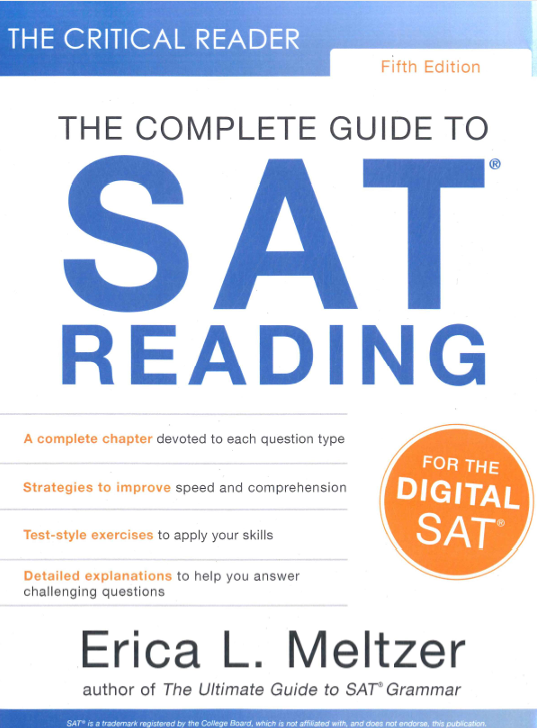 THE CRITICAL READER
Fifth Edition
THE COMPLETE GUIDE TO
SAT®
READING
A complete chapter devoted to each question type
Strategies to improve speed and comprehension
Test-style exercises to apply your skills
Detailed explanations to help you answer
challenging questions
FOR THE
DIGITAL
SAT®
Erica L. Meltzer
author of The Ultimate Guide to SAT® Grammar
SAT® is a trademark registered by the College Board, which is not affiliated with, and does not endorse, this publication.